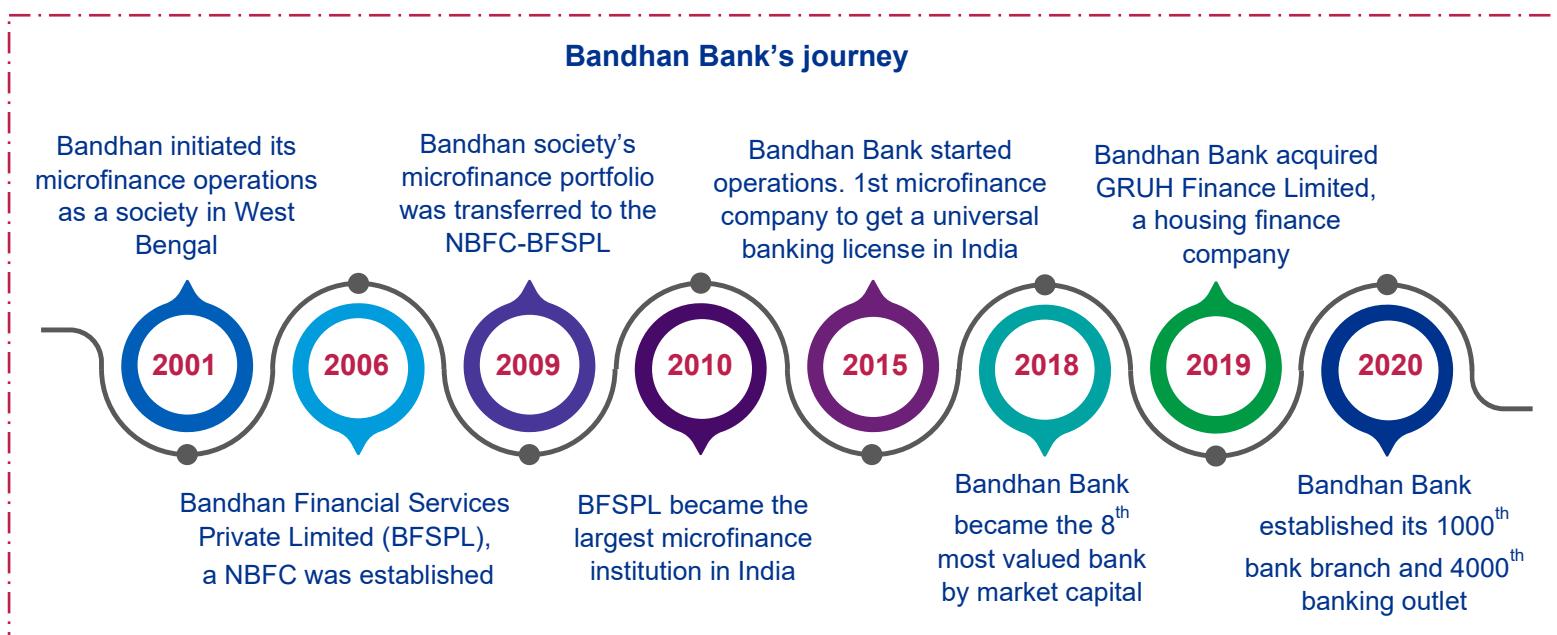 Bandhan Bank’s journey
Bandhan initiated its
microfinance operations
as a society in West
Bengal
Bandhan society’s
microfinance portfolio
was transferred to the
NBFC-BFSPL
Bandhan Bank started
operations. 1st microfinance
company to get a universal
banking license in India
Bandhan Bank acquired
GRUH Finance Limited,
a housing finance
company
2001
2006
2009
2010
2015
2018
2019
2020
Bandhan Financial Services
Private Limited (BFSPL),
a NBFC was established
BFSPL became the
largest microfinance
institution in India
Bandhan Bank
became the 8th
most valued bank
by market capital
Bandhan Bank
established its 1000th
bank branch and 4000th
banking outlet